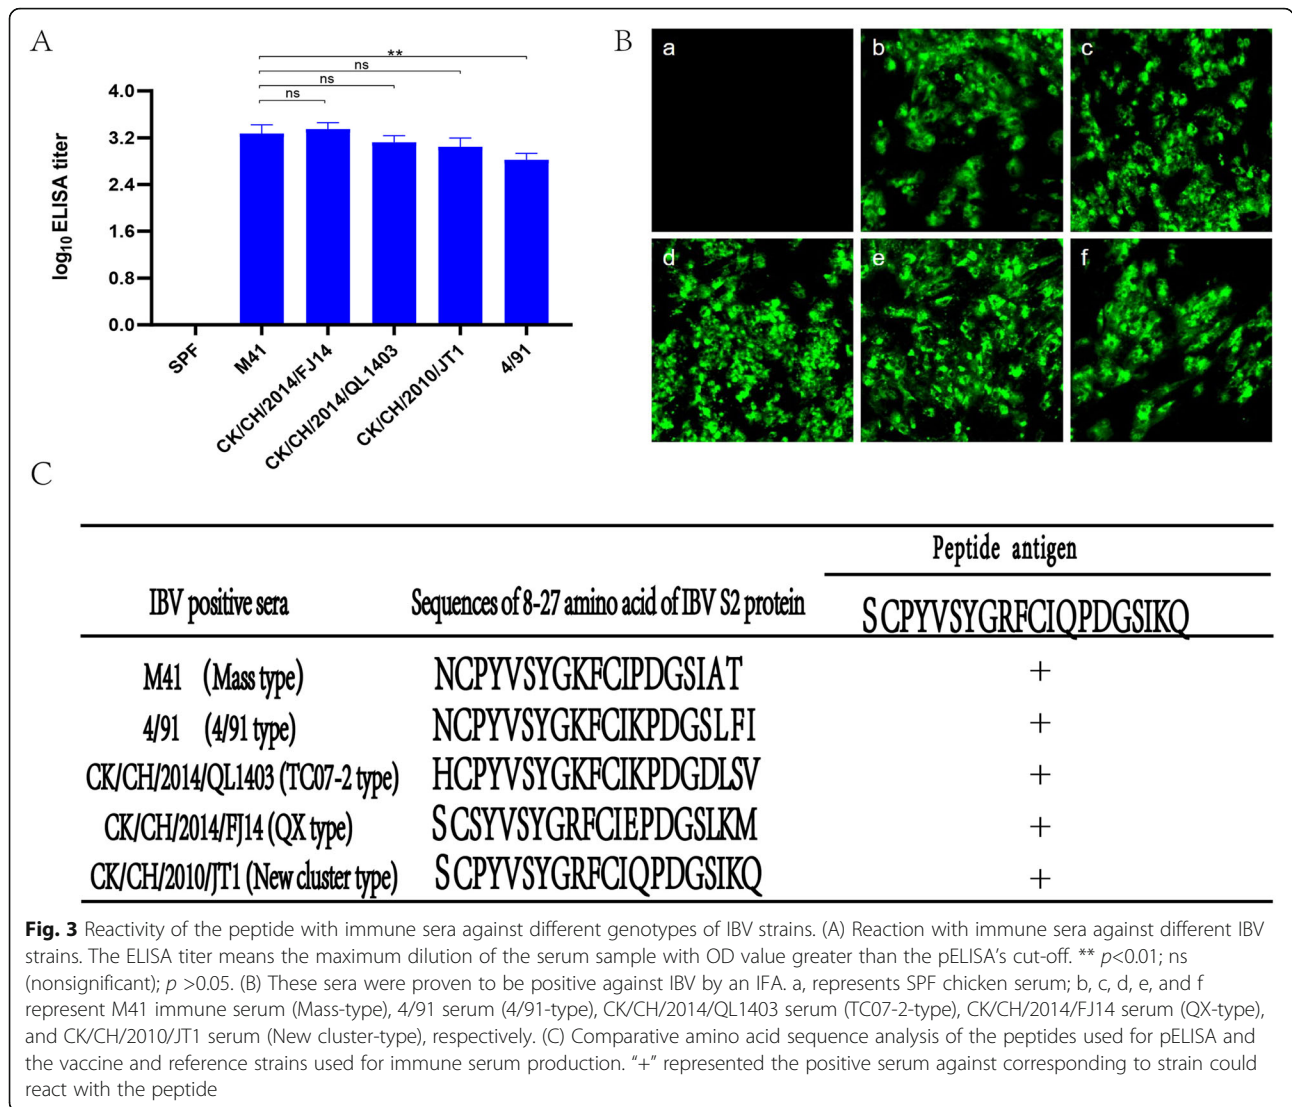 A
**
ns
ns
ns
4.0
3.2
2.4
1.6
0.8
0.0
log10 ELISA titer
SPF
M41
CK/CH/2014/FJ14
CK/CH/2014/QL1403
CK/CH/2010/JT1
4/91
B
a
b
c
d
e
f
C
Peptide antigen
IBV positive sera Sequences of 8-27 amino acid of IBV S2 protein SCPYVSYGRFCIQPDGSIKQ
M41 (Mass type) NCPYVSYGKFCIPDGSIAT +
4/91 (4/91 type) NCPYVSYGKFCIKPDGSLFI +
CK/CH/2014/QL1403 (TC07-2 type) HCPYVSYGKFCIKPDGDLSV +
CK/CH/2014/FJ14 (QX type) SCSYVSYGRFCIEPDGSLKM +
CK/CH/2010/JT1 (New cluster type) SCPYVSYGRFCIQPDGSIKQ +
Fig. 3 Reactivity of the peptide with immune sera against different genotypes of IBV strains. (A) Reaction with immune sera against different IBV
strains. The ELISA titer means the maximum dilution of the serum sample with OD value greater than the pELISA's cut-off. ** p<0.01; ns
(nonsignificant); p >0.05. (B) These sera were proven to be positive against IBV by an IFA. a, represents SPF chicken serum; b, c, d, e, and f
represent M41 immune serum (Mass-type), 4/91 serum (4/91-type), CK/CH/2014/QL1403 serum (TC07-2-type), CK/CH/2014/FJ14 serum (QX-type),
and CK/CH/2010/JT1 serum (New cluster-type), respectively. (C) Comparative amino acid sequence analysis of the peptides used for pELISA and
the vaccine and reference strains used for immune serum production. "+" represented the positive serum against corresponding to strain could
react with the peptide